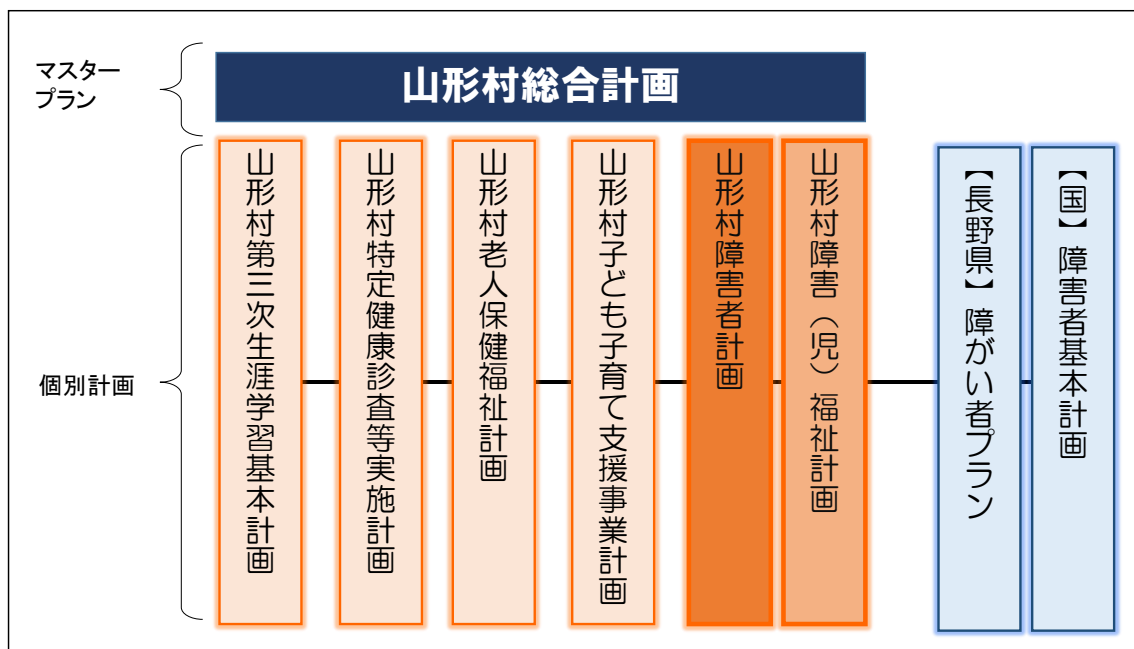 マスター
プラン
山形村総合計画
個別計画
山形村第三次生涯学習基本計画
山形村特定健康診査等実施計画
山形村老人保健福祉計画
山形村子ども子育て支援事業計画
山形村障害者計画
山形村障害（児）福祉計画
【長野県】障がい者プラン
【国】障害者基本計画